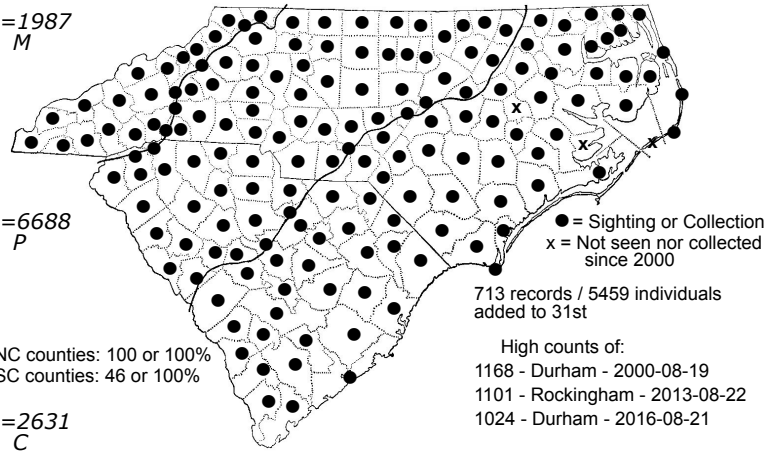 =1987
M
=6688
P
=2631
C
NC counties: 100 or 100%
SC counties: 46 or 100%
x
x
x
● = Sighting or Collection
x = Not seen nor collected
since 2000
713 records / 5459 individuals
added to 31st
High counts of:
1168 - Durham - 2000-08-19
1101 - Rockingham - 2013-08-22
1024 - Durham - 2016-08-21